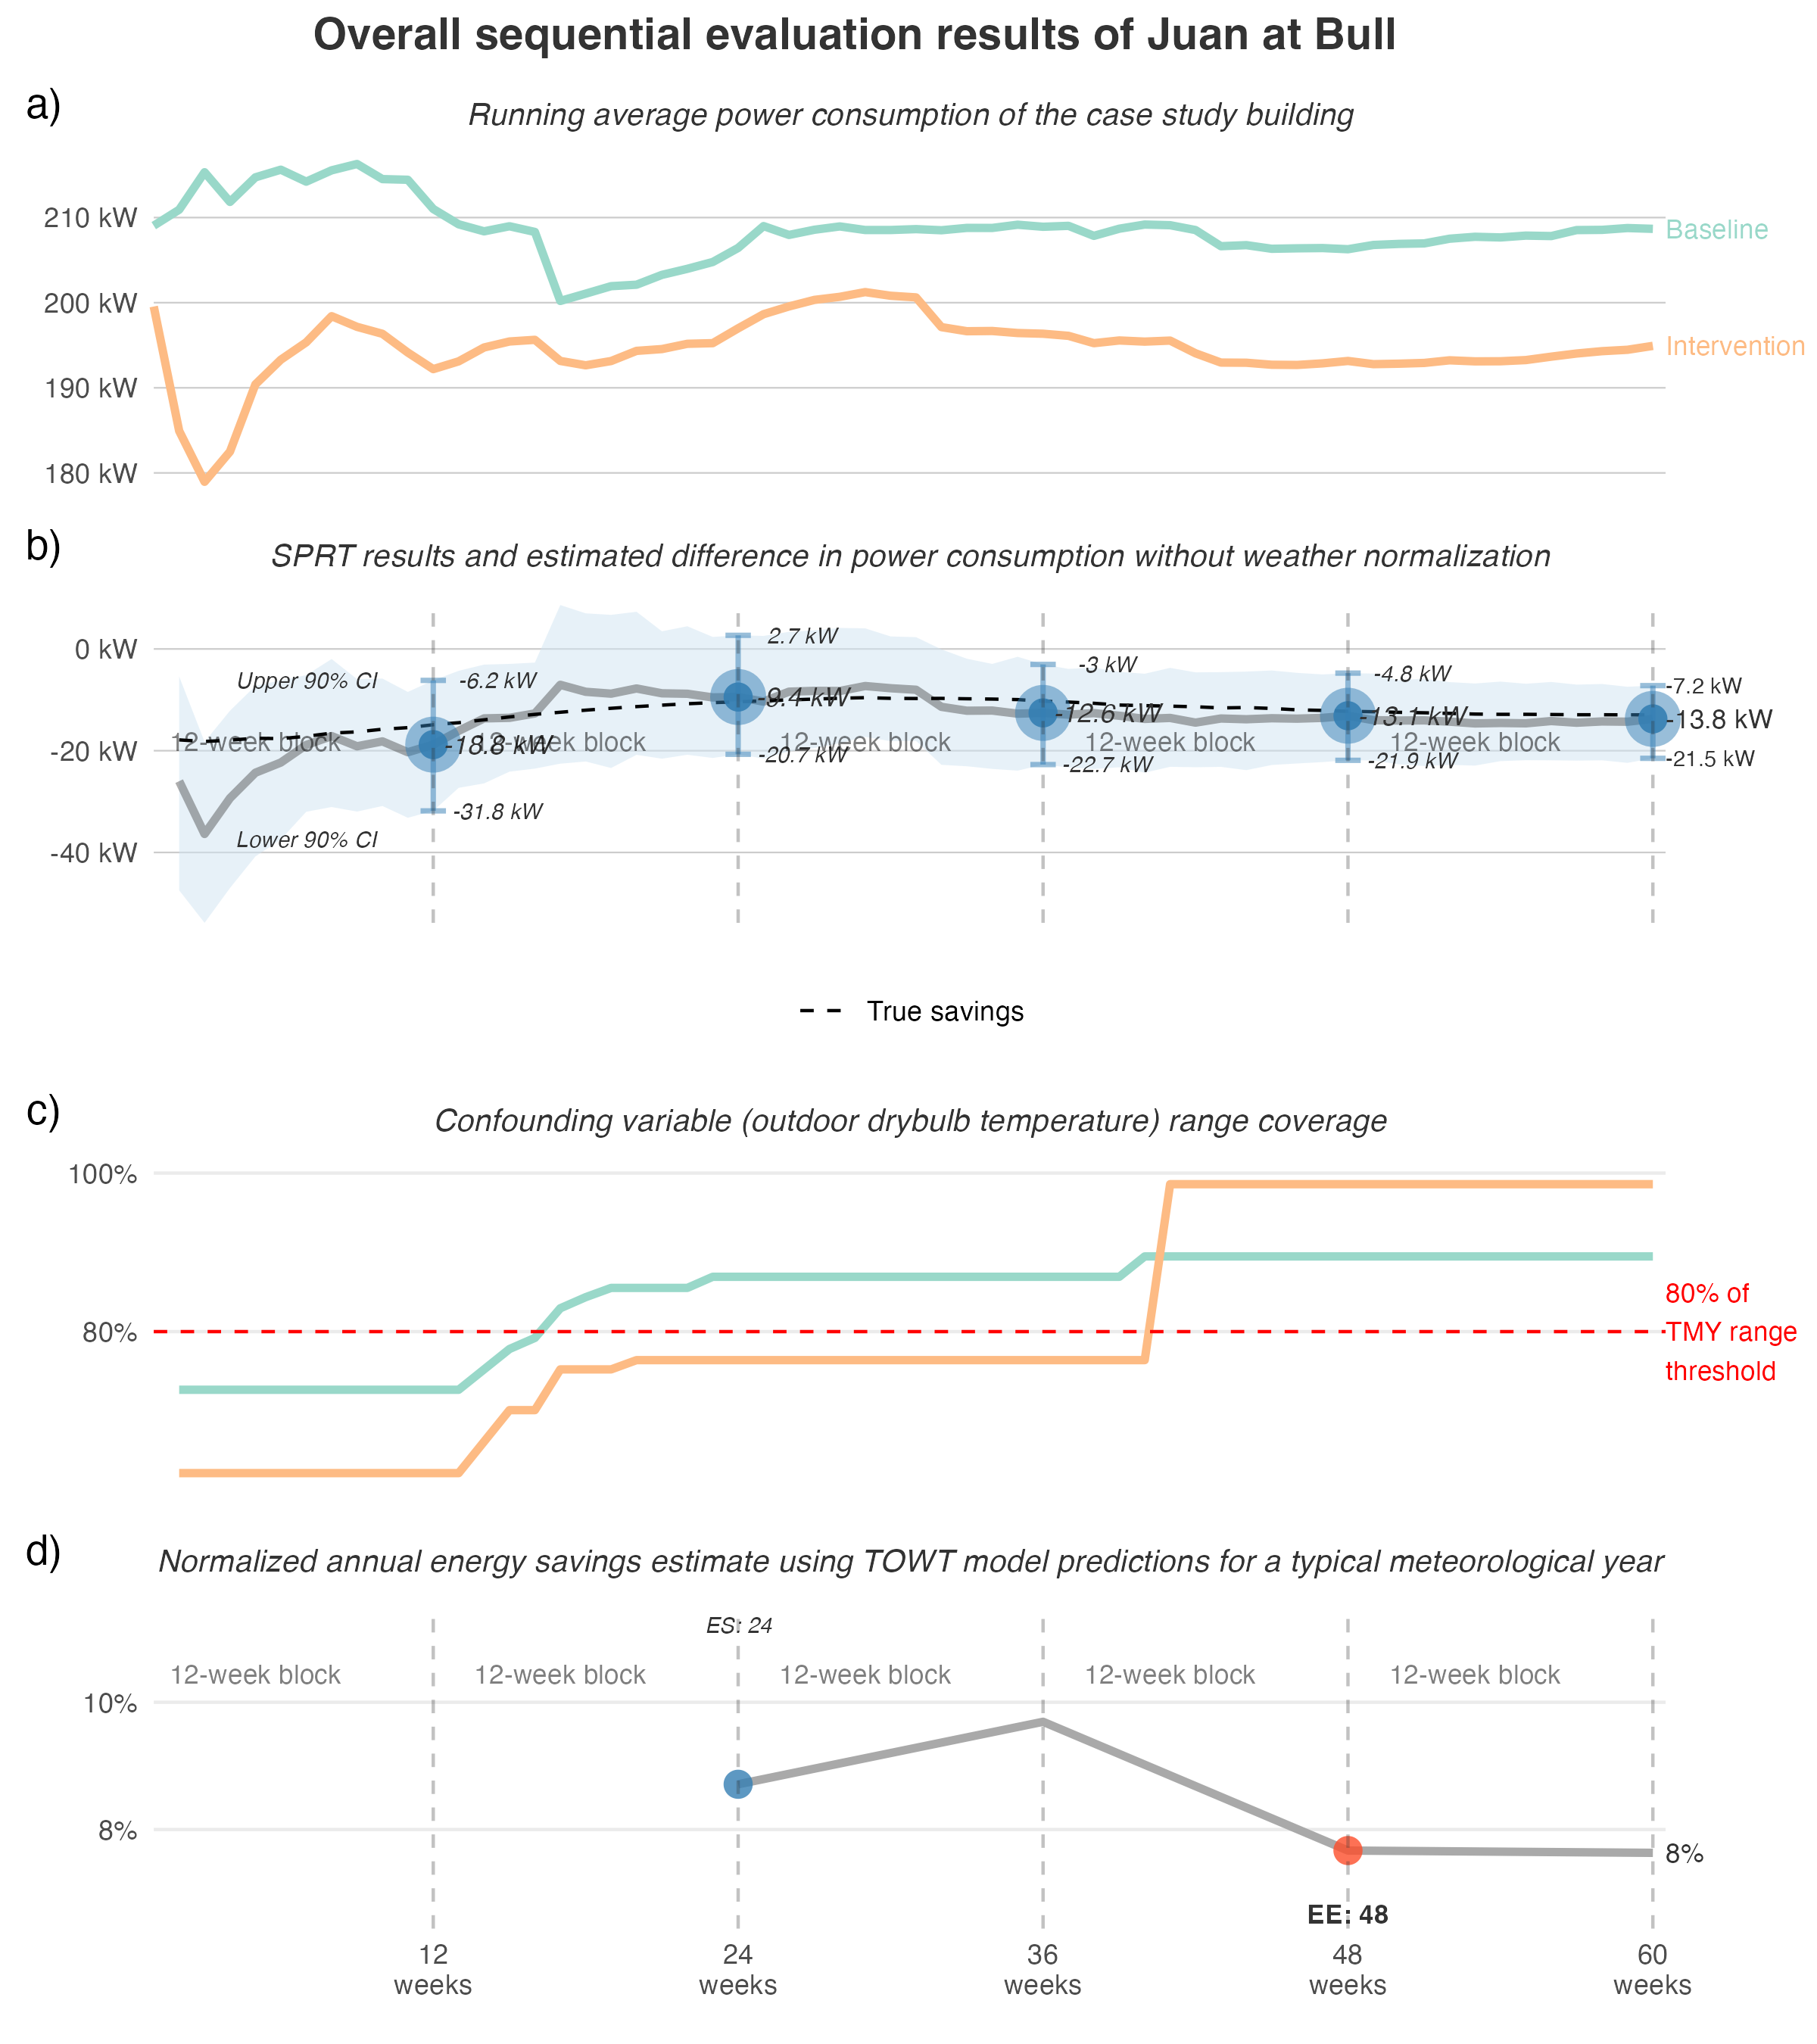 Overall sequential evaluation results of Juan at Bull
a)
Running average power consumption of the case study building
210 kW
200 kW
190 kW
180 kW
Baseline
Intervention
b)
SPRT results and estimated difference in power consumption without weather normalization
0 kW
-20 kW
-40 kW
Upper 90% CI
Lower 90% CI
12-week block
12-week block
12-week block
12-week block
12-week block
-6.2 kW
-18.8 kW
-31.8 kW
2.7 kW
-9.4 kW
-20.7 kW
-3 kW
-12.6 kW
-22.7 kW
-4.8 kW
-13.1 kW
-21.9 kW
-7.2 kW
-13.8 kW
-21.5 kW
True savings
c)
Confounding variable (outdoor drybulb temperature) range coverage
100%
80%
80% of
TMY range
threshold
d)
Normalized annual energy savings estimate using TOWT model predictions for a typical meteorological year
ES: 24
12-week block
12-week block
12-week block
12-week block
12-week block
10%
8%
8%
EE: 48
12
weeks
24
weeks
36
weeks
48
weeks
60
weeks